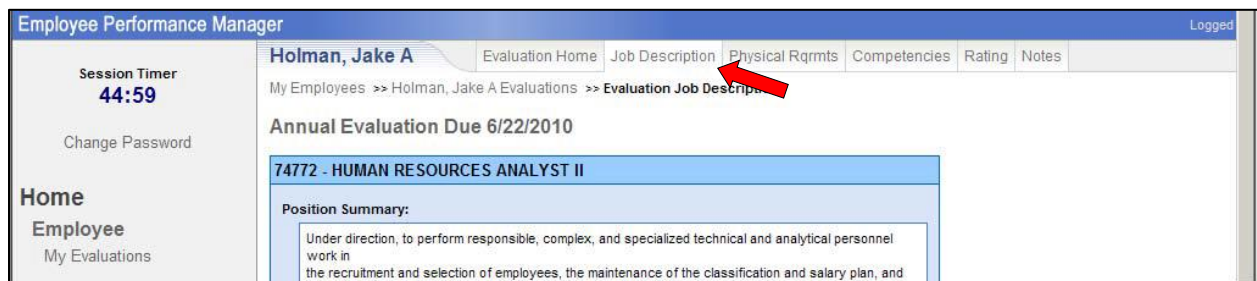 Employee Performance Manager
Logged
Session Timer
44:59
Change Password
Home
Employee
My Evaluations
Holman, Jake A
Evaluation Home Job Description Physical Rqrmts Competencies Rating Notes
My Employees >> Holman, Jake A Evaluations >> Evaluation Job Description
Annual Evaluation Due 6/22/2010
74772 - HUMAN RESOURCES ANALYST II
Position Summary:
Under direction, to perform responsible, complex, and specialized technical and analytical personnel
work in
the recruitment and selection of employees, the maintenance of the classification and salary plan, and